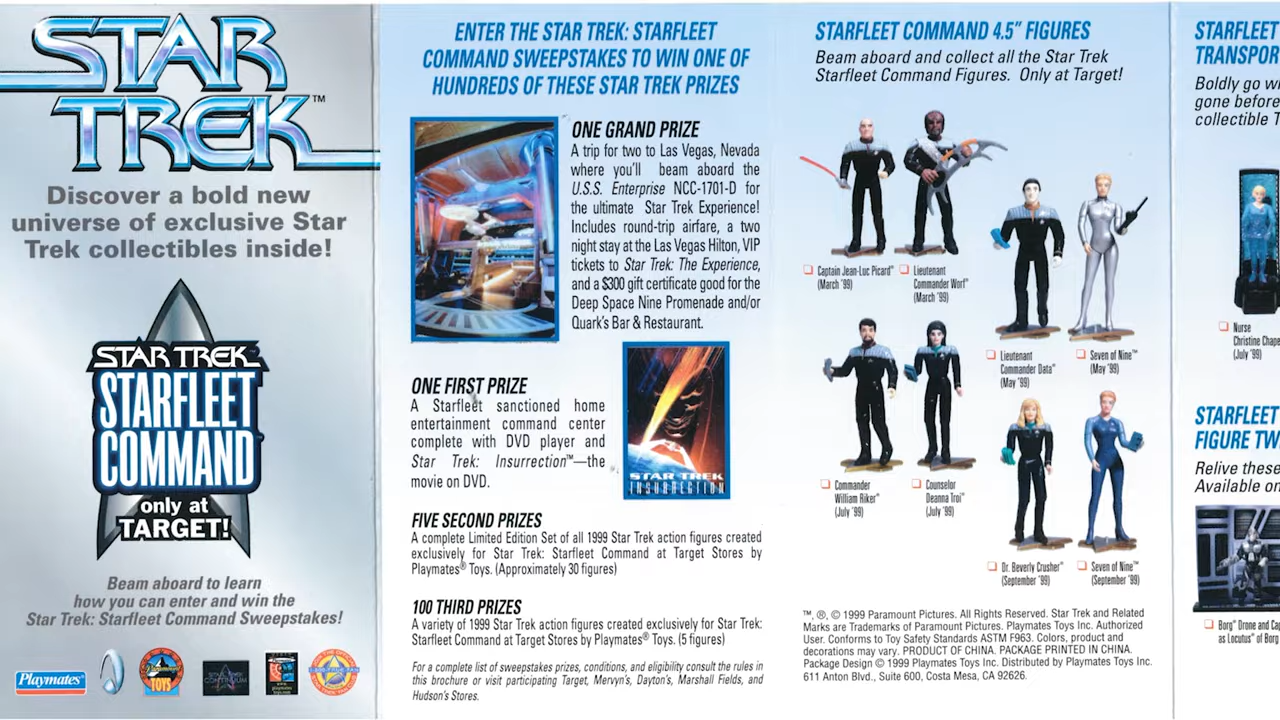 STAR
TREK™
Discover a bold new
universe of exclusive Star
Trek collectibles inside!
STAR TREK™
STARFLEET
COMMAND™
only at
TARGET!
Beam aboard to learn
how you can enter and win the
Star Trek: Starfleet Command Sweepstakes!
Playmates®
Paramount
TOYS
ENTER THE STAR TREK: STARFLEET
COMMAND SWEEPSTAKES TO WIN ONE OF
HUNDREDS OF THESE STAR TREK PRIZES
ONE GRAND PRIZE
A trip for two to Las Vegas, Nevada
where you'll beam aboard the
U.S.S. Enterprise NCC-1701-D for
the ultimate Star Trek Experience!
Includes round-trip airfare, a two
night stay at the Las Vegas Hilton, VIP
tickets to Star Trek: The Experience,
and a $300 gift certificate good for the
Deep Space Nine Promenade and/or
Quark's Bar & Restaurant.
ONE FIRST PRIZE
A Starfleet sanctioned home
entertainment command center
complete with DVD player and
Star Trek: Insurrection™—the
movie on DVD.
STAR TREK
INSURRECTION
FIVE SECOND PRIZES
A complete Limited Edition Set of all 1999 Star Trek action figures created
exclusively for Star Trek: Starfleet Command at Target Stores by
Playmates® Toys. (Approximately 30 figures)
100 THIRD PRIZES
A variety of 1999 Star Trek action figures created exclusively for Star Trek:
Starfleet Command at Target Stores by Playmates® Toys. (5 figures)
For a complete list of sweepstakes prizes, conditions, and eligibility consult the rules in
this brochure or visit participating Target, Mervyn's, Dayton's, Marshall Fields, and
Hudson's Stores.
STARFLEET COMMAND 4.5" FIGURES
Beam aboard and collect all the Star Trek
Starfleet Command Figures. Only at Target!
Captain Jean-Luc Picard™
(March '99)
Lieutenant
Commander Worf™
(March '99)
Lieutenant
Commander Data™
(May '99)
Seven of Nine™
(May '99)
Commander
William Riker™
(July '99)
Counselor
Deanna Troi™
(July '99)
Dr. Beverly Crusher™
(September '99)
Seven of Nine™
(September '99)
™, ®, © 1999 Paramount Pictures. All Rights Reserved. Star Trek and Related
Marks are Trademarks of Paramount Pictures. Playmates Toys Inc. Authorized
User. Conforms to Toy Safety Standards ASTM F963. Colors, product and
decorations may vary. PRODUCT OF CHINA. PACKAGE PRINTED IN CHINA.
Package Design © 1999 Playmates Toys Inc. Distributed by Playmates Toys Inc.
611 Anton Blvd., Suite 600, Costa Mesa, CA 92626.
STARFLEET
TRANSPOR
Boldly go
gone before
collectible T
Nurse
Christine Chape
(July '99)
STARFLEET
FIGURE TW
Relive these
Available on
Borg™ Drone and Cap
as Locutus™ of Borg